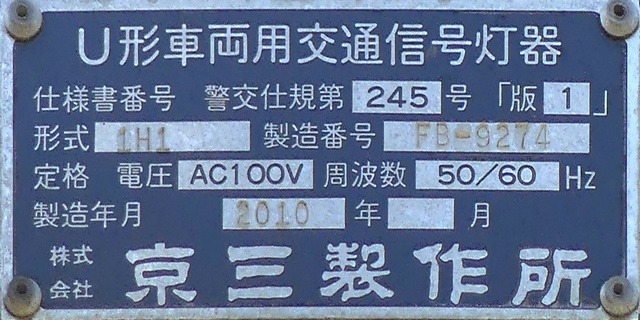 U形車両用交通信号灯器
仕様書番号 警交仕規第 245 号 「版 1 」
形式 1H1 製造番号 FB-9274
定格 電圧 AC100V 周波数 50/60 Hz
製造年月 2010 年 月
株式会社 京三製作所